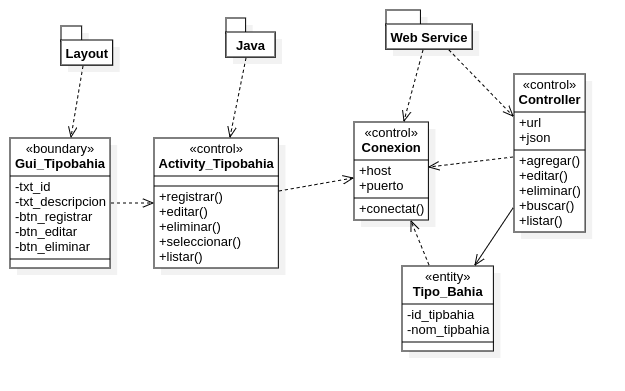 Layout
Java
Web Service
«boundary»
Gui_Tipobahia
-txt_id
-txt_descripcion
-btn_registrar
-btn_editar
-btn_eliminar
«control»
Activity_Tipobahia
+registrar()
+editar()
+eliminar()
+seleccionar()
+listar()
«control»
Conexion
+host
+puerto
+conectat()
«control»
Controller
+url
+json
+agregar()
+editar()
+eliminar()
+buscar()
+listar()
«entity»
Tipo_Bahia
-id_tipbahia
-nom_tipbahia